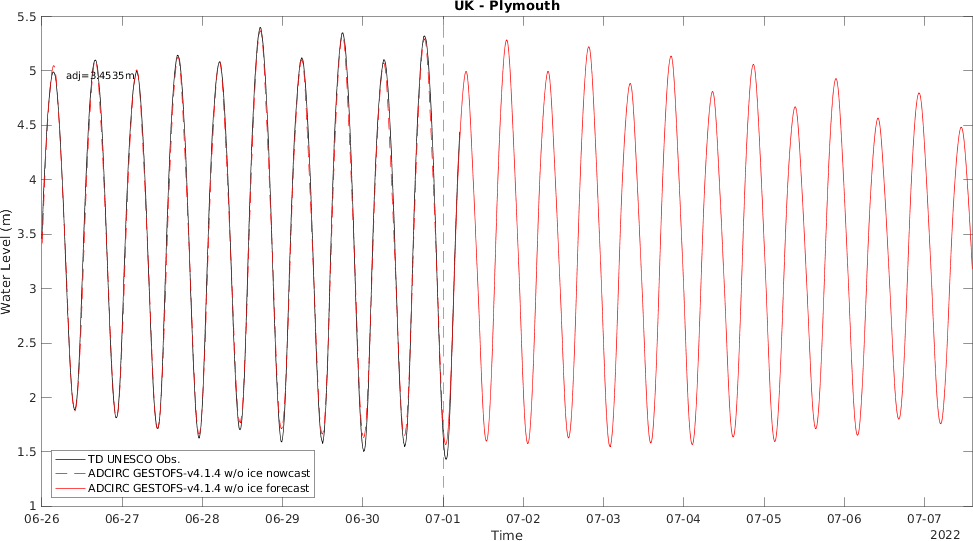 UK - Plymouth
5.5
5
4.5
4
3.5
3
2.5
2
1.5
1
Water Level (m)
adj=3.4535m
TD UNESCO Obs.
ADCIRC GESTOFS-v4.1.4 w/o ice nowcast
ADCIRC GESTOFS-v4.1.4 w/o ice forecast
06-26 06-27 06-28 06-29 06-30 07-01 07-02 07-03 07-04 07-05 07-06 07-07
Time
2022